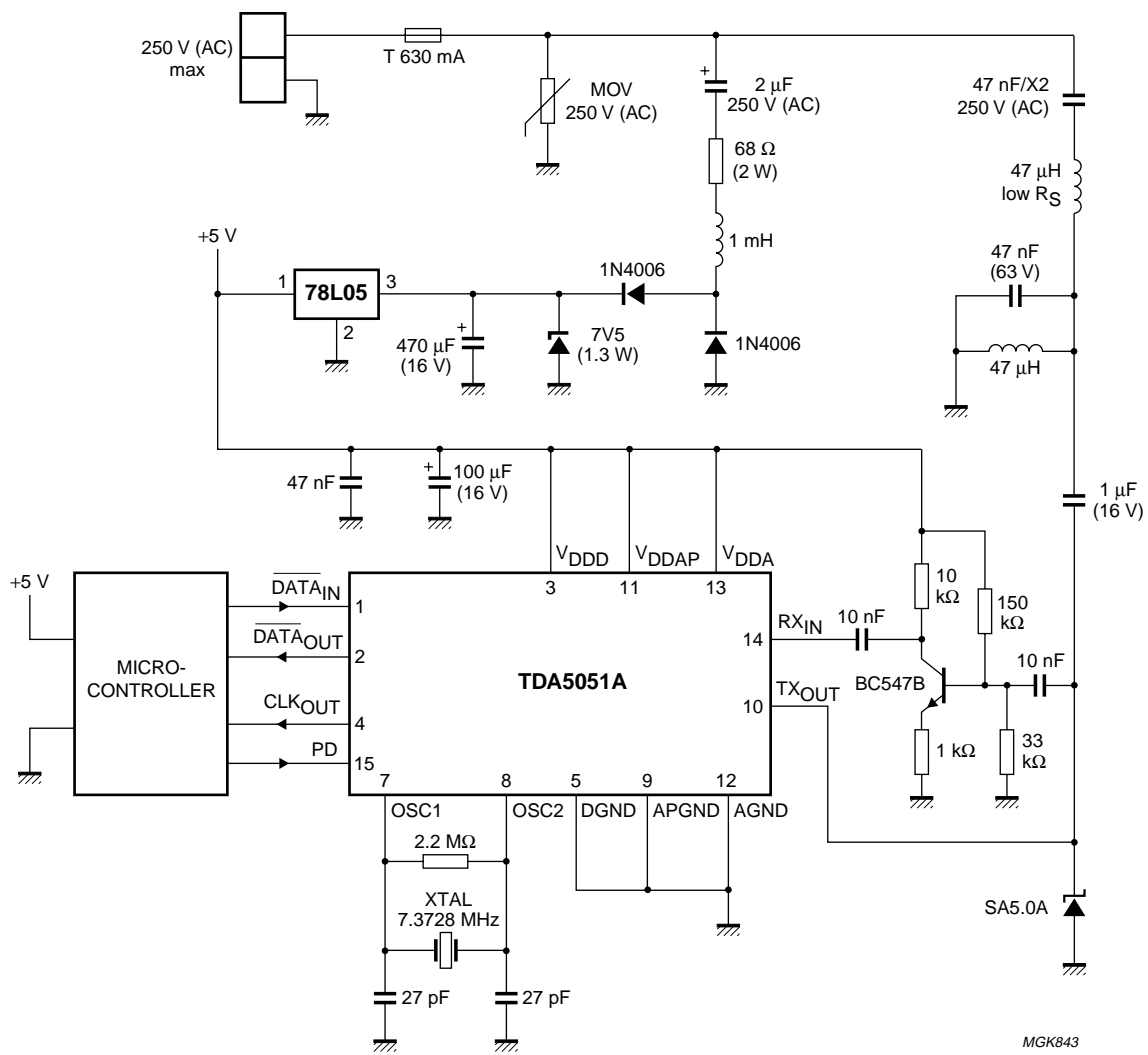 250 V (AC)
max
T 630 mA
MOV
250 V (AC)
+
2 μF
250 V (AC)
47 nF/X2
250 V (AC)
68 Ω
(2 W)
47 μH
low RS
1 mH
+5 V
1
78L05
3
2
1N4006
47 nF
(63 V)
+
470 μF
(16 V)
7V5
(1.3 W)
1N4006
47 μH
47 nF
+
100 μF
(16 V)
1 μF
(16 V)
VDDD
VDDAP
VDDA
3
11
13
+5 V
MICRO-
CONTROLLER
DATAIN
1
DATAOUT
2
CLKOUT
4
PD
15
TDA5051A
14
RXIN
10 nF
10
TXOUT
10
kΩ
150
kΩ
10 nF
BC547B
1 kΩ
33
kΩ
7
8
5
9
12
OSC1
OSC2
DGND
APGND
AGND
2.2 MΩ
XTAL
7.3728 MHz
27 pF
27 pF
SA5.0A
MGK843